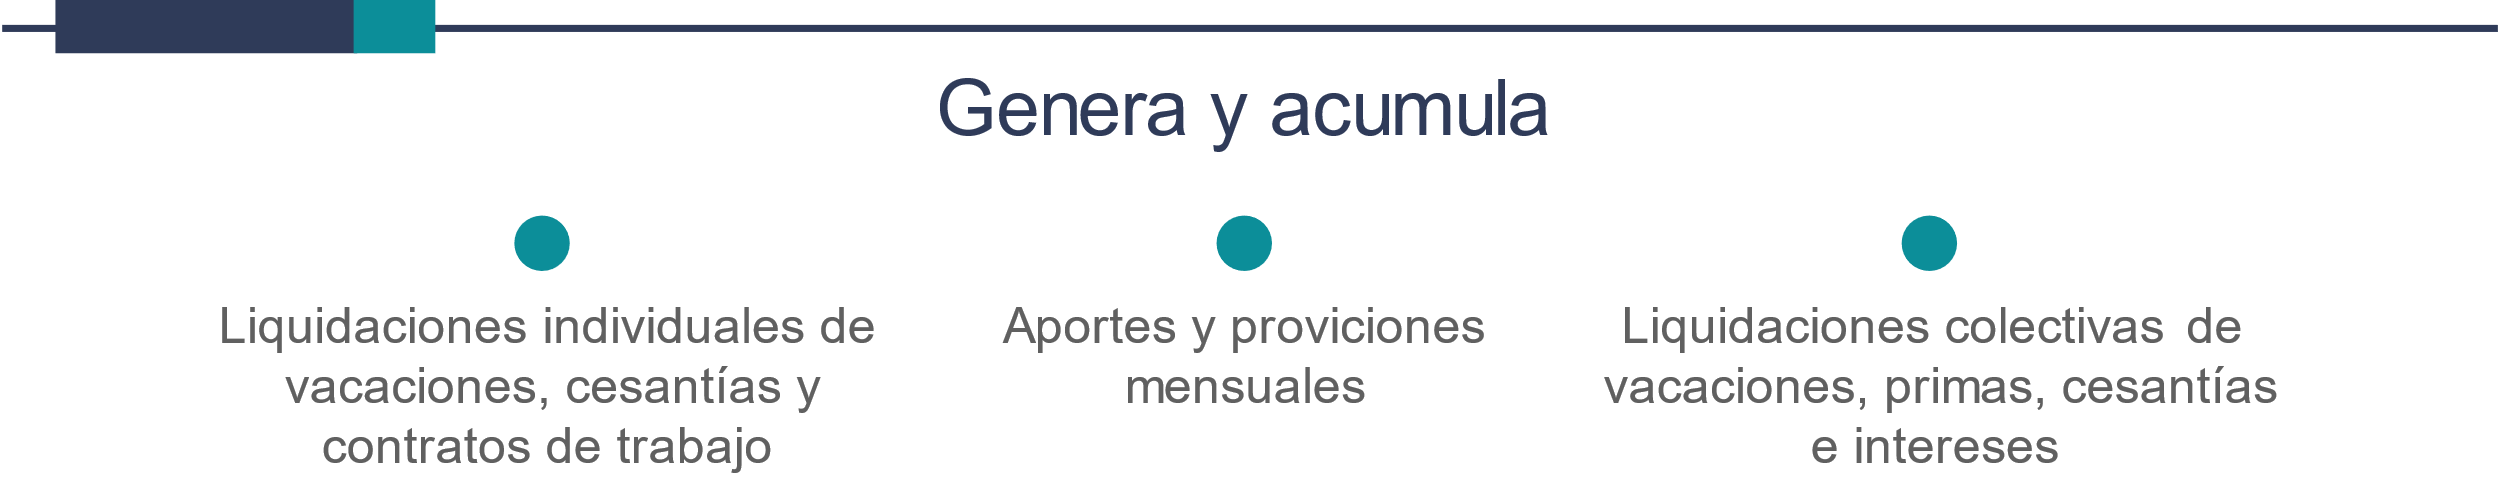 Genera y acumula
Liquidaciones individuales de
vacaciones, cesantías y
contratos de trabajo
Aportes y proviciones
mensuales
Liquidaciones colectivas de
vacaciones, primas, cesantías
e intereses